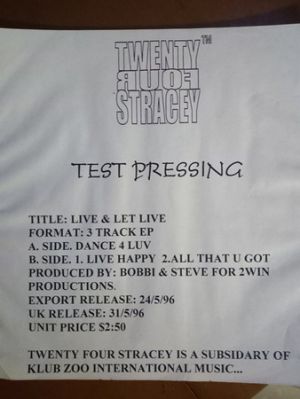 TWENTY™
FOUR
STRACEY
TEST PRESSING
TITLE: LIVE & LET LIVE
FORMAT: 3 TRACK EP
A. SIDE. DANCE 4 LUV
B. SIDE. 1. LIVE HAPPY 2.ALL THAT U GOT
PRODUCED BY: BOBBI & STEVE FOR 2WIN
PRODUCTIONS.
EXPORT RELEASE: 24/5/96
UK RELEASE: 31/5/96
UNIT PRICE $2:50
TWENTY FOUR STRACEY IS A SUBSIDARY OF
KLUB ZOO INTERNATIONAL MUSIC...